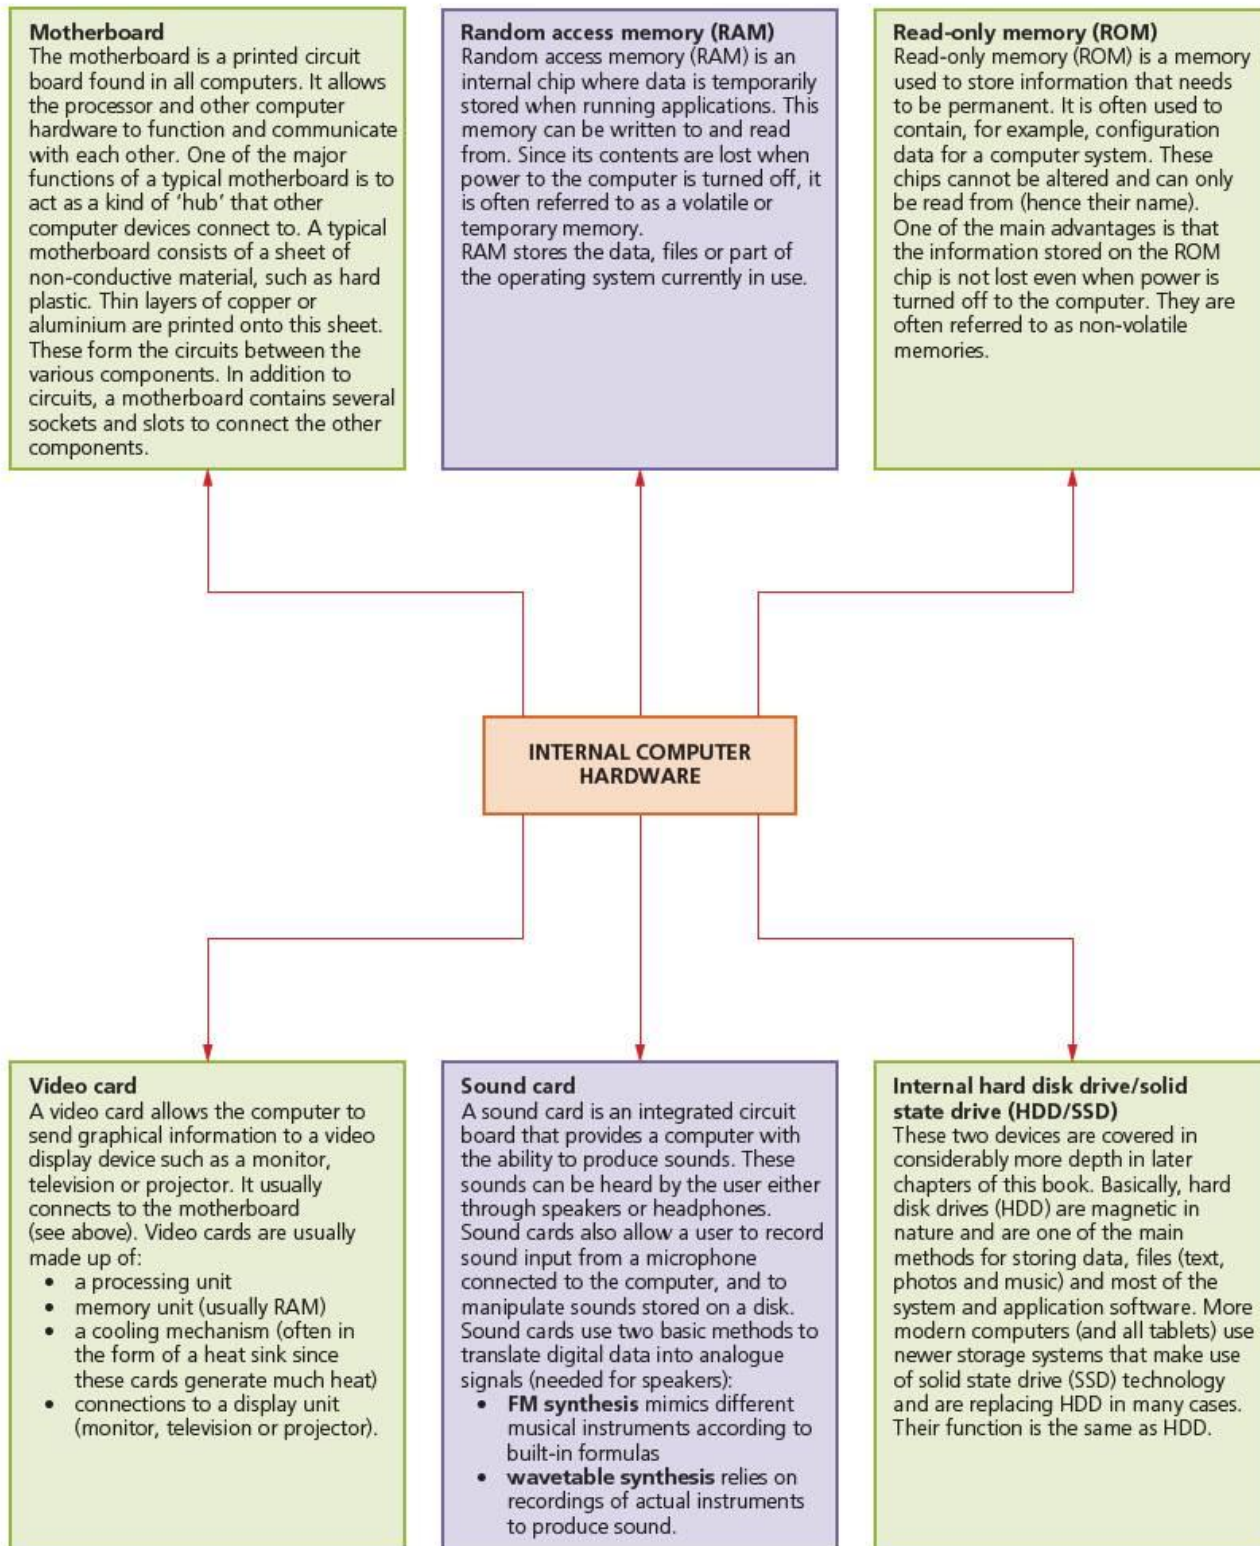 Motherboard
The motherboard is a printed circuit
board found in all computers. It allows
the processor and other computer
hardware to function and communicate
with each other. One of the major
functions of a typical motherboard is to
act as a kind of ‘hub’ that other
computer devices connect to. A typical
motherboard consists of a sheet of
non-conductive material, such as hard
plastic. Thin layers of copper or
aluminium are printed onto this sheet.
These form the circuits between the
various components. In addition to
circuits, a motherboard contains several
sockets and slots to connect the other
components.
Random access memory (RAM)
Random access memory (RAM) is an
internal chip where data is temporarily
stored when running applications. This
memory can be written to and read
from. Since its contents are lost when
power to the computer is turned off, it
is often referred to as a volatile or
temporary memory.
RAM stores the data, files or part of
the operating system currently in use.
Read-only memory (ROM)
Read-only memory (ROM) is a memory
used to store information that needs
to be permanent. It is often used to
contain, for example, configuration
data for a computer system. These
chips cannot be altered and can only
be read from (hence their name).
One of the main advantages is that
the information stored on the ROM
chip is not lost even when power is
turned off to the computer. They are
often referred to as non-volatile
memories.
INTERNAL COMPUTER
HARDWARE
Video card
A video card allows the computer to
send graphical information to a video
display device such as a monitor,
television or projector. It usually
connects to the motherboard
(see above). Video cards are usually
made up of:
• a processing unit
• memory unit (usually RAM)
• a cooling mechanism (often in
the form of a heat sink since
these cards generate much heat)
• connections to a display unit
(monitor, television or projector).
Sound card
A sound card is an integrated circuit
board that provides a computer with
the ability to produce sounds. These
sounds can be heard by the user either
through speakers or headphones.
Sound cards also allow a user to record
sound input from a microphone
connected to the computer, and to
manipulate sounds stored on a disk.
Sound cards use two basic methods to
translate digital data into analogue
signals (needed for speakers):
• FM synthesis mimics different
musical instruments according to
built-in formulas
• wavetable synthesis relies on
recordings of actual instruments
to produce sound.
Internal hard disk drive/solid
state drive (HDD/SSD)
These two devices are covered in
considerably more depth in later
chapters of this book. Basically, hard
disk drives (HDD) are magnetic in
nature and are one of the main
methods for storing data, files (text,
photos and music) and most of the
system and application software. More
modern computers (and all tablets) use
newer storage systems that make use
of solid state drive (SSD) technology
and are replacing HDD in many cases.
Their function is the same as HDD.